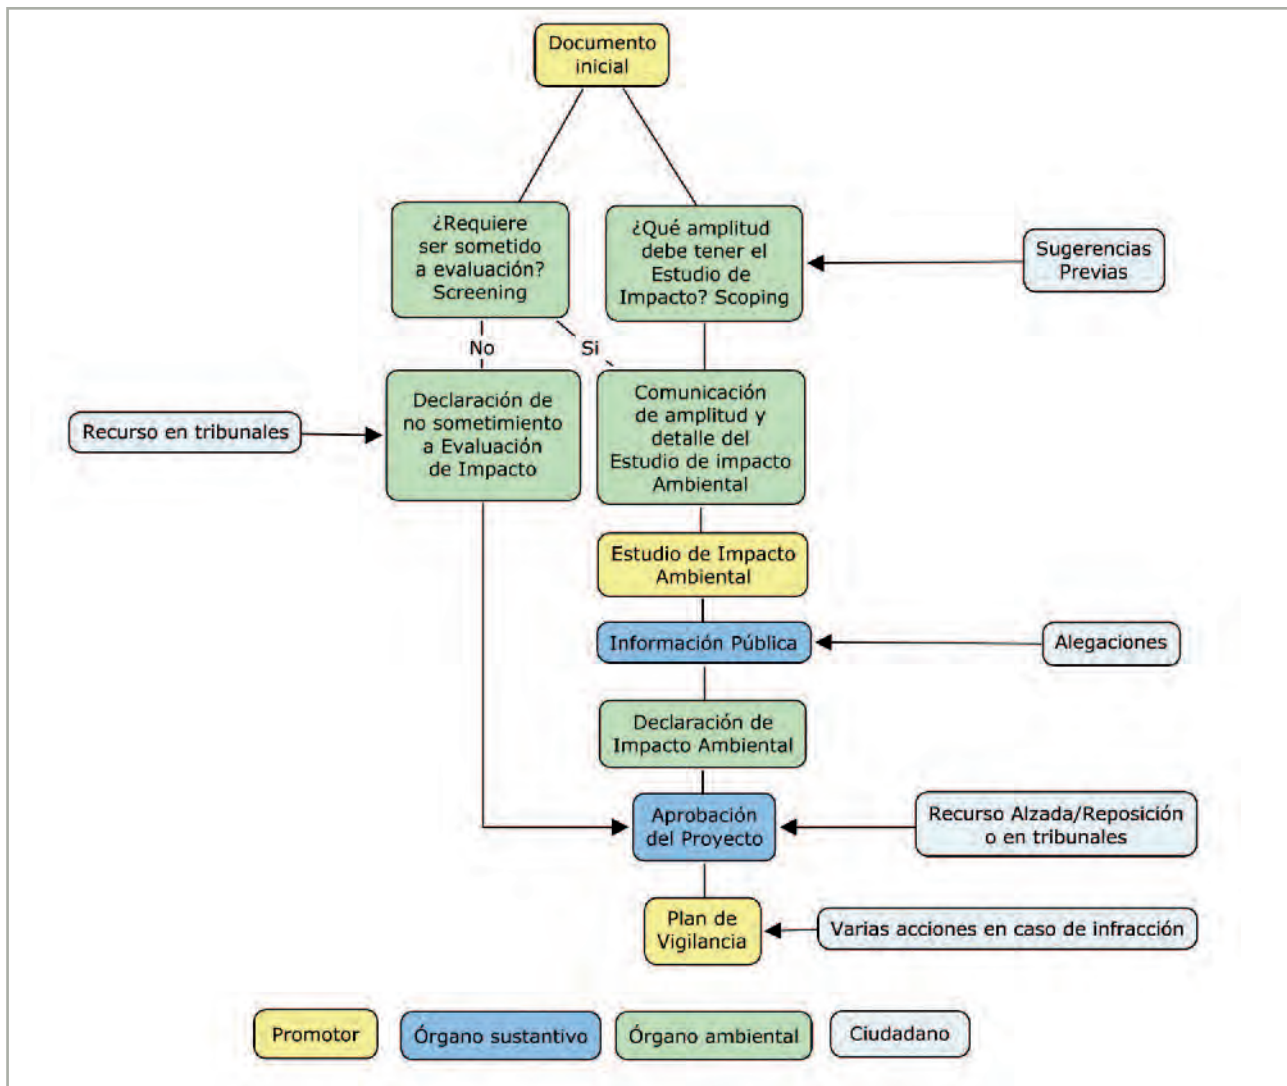 Documento
inicial
¿Requiere
ser sometido
a evaluación?
Screening
¿Qué amplitud
debe tener el
Estudio de
Impacto? Scoping
Sugerencias
Previas
No
Si
Recurso en tribunales
Declaración de
no sometimiento
a Evaluación
de Impacto
Comunicación
de amplitud y
detalle del
Estudio de impacto
Ambiental
Estudio de Impacto
Ambiental
Información Pública
Alegaciones
Declaración de
Impacto Ambiental
Aprobación
del Proyecto
Recurso Alzada/Reposición
o en tribunales
Plan de
Vigilancia
Varias acciones en caso de infracción
Promotor
Órgano sustantivo
Órgano ambiental
Ciudadano